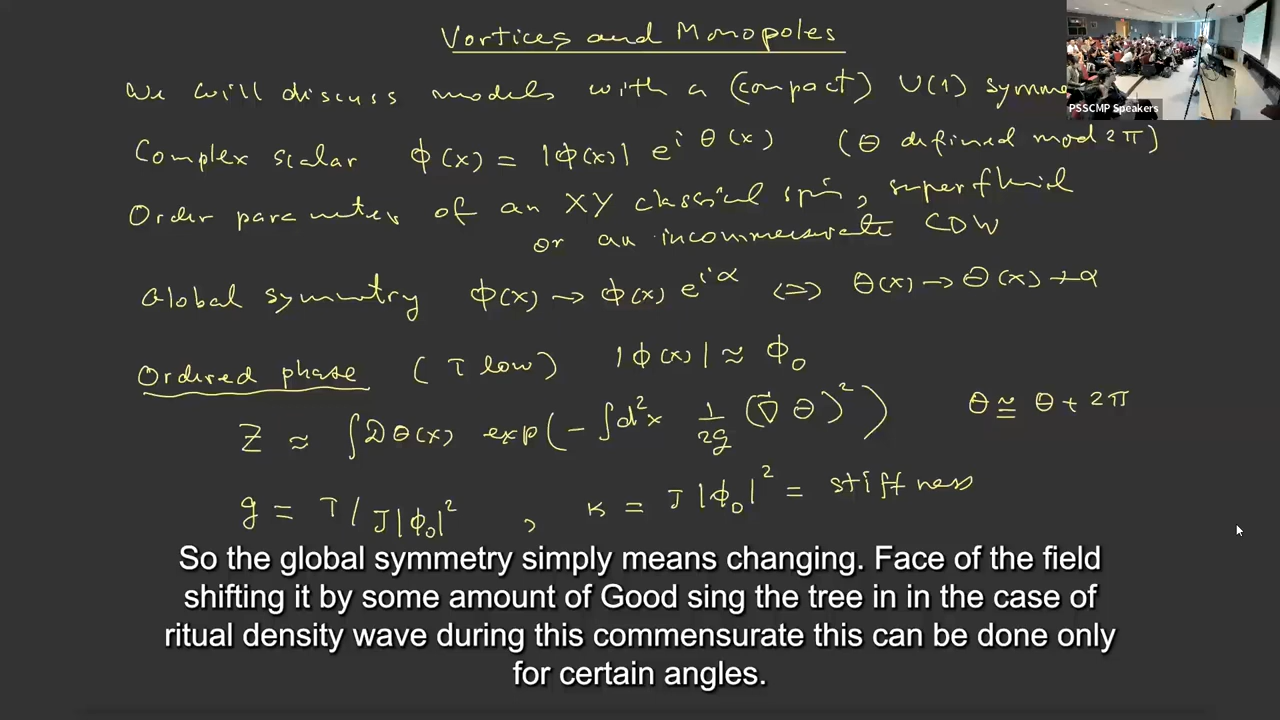 Vortices and Monopoles
We will discuss models with a (compact) U(1) symme
PSSCMP Speakers
Complex scalar ϕ(x) = |ϕ(x)| e^{i θ(x)} (θ defined mod 2π)
Order parameter of an XY classical spin, superfluid
or an incommensurate CDW
Global symmetry ϕ(x) → ϕ(x) e^{iα} ⟺ θ(x) → θ(x) + α
Ordered phase (T low) |ϕ(x)| ≈ ϕ₀
Z ≈ ∫Dθ(x) exp(-∫d²x 1/2g (∇⃗ θ)²) θ ≅ θ + 2π
g = T/J|ϕ₀|² , κ = J|ϕ₀|² = stiffness
So the global symmetry simply means changing. Face of the field
shifting it by some amount of Good sing the tree in in the case of
ritual density wave during this commensurate this can be done only
for certain angles.